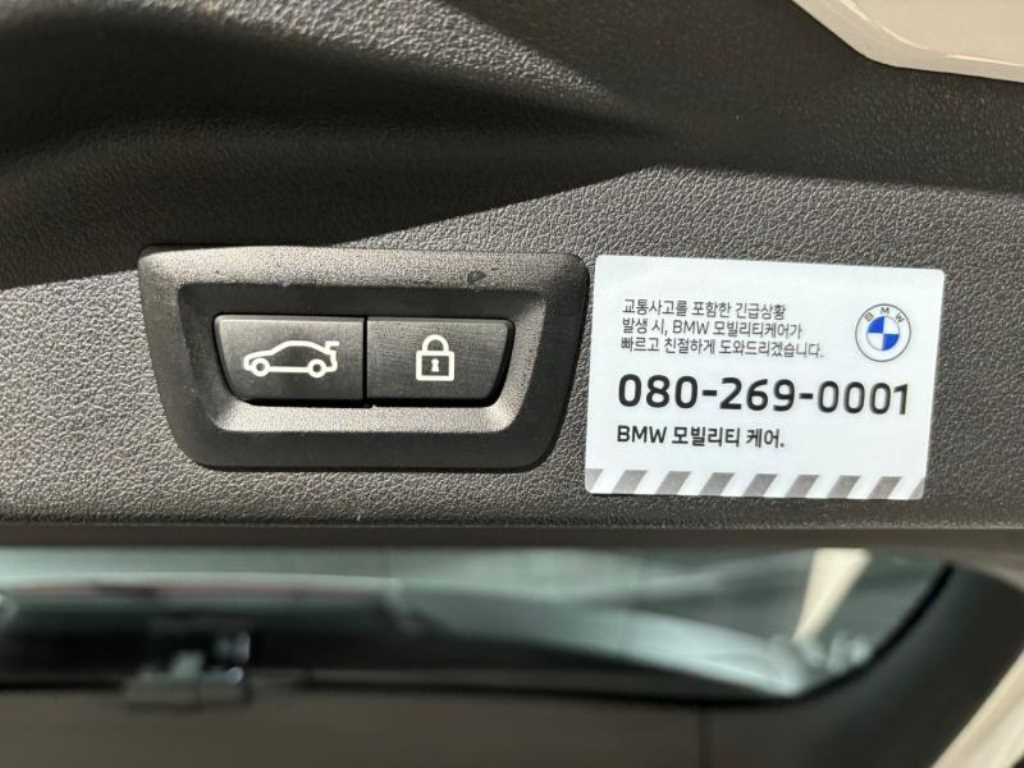 교통사고를 포함한 긴급상황
발생 시, BMW 모빌리티케어가
빠르고 친절하게 도와드리겠습니다.
BMW
080-269-0001
BMW 모빌리티 케어.